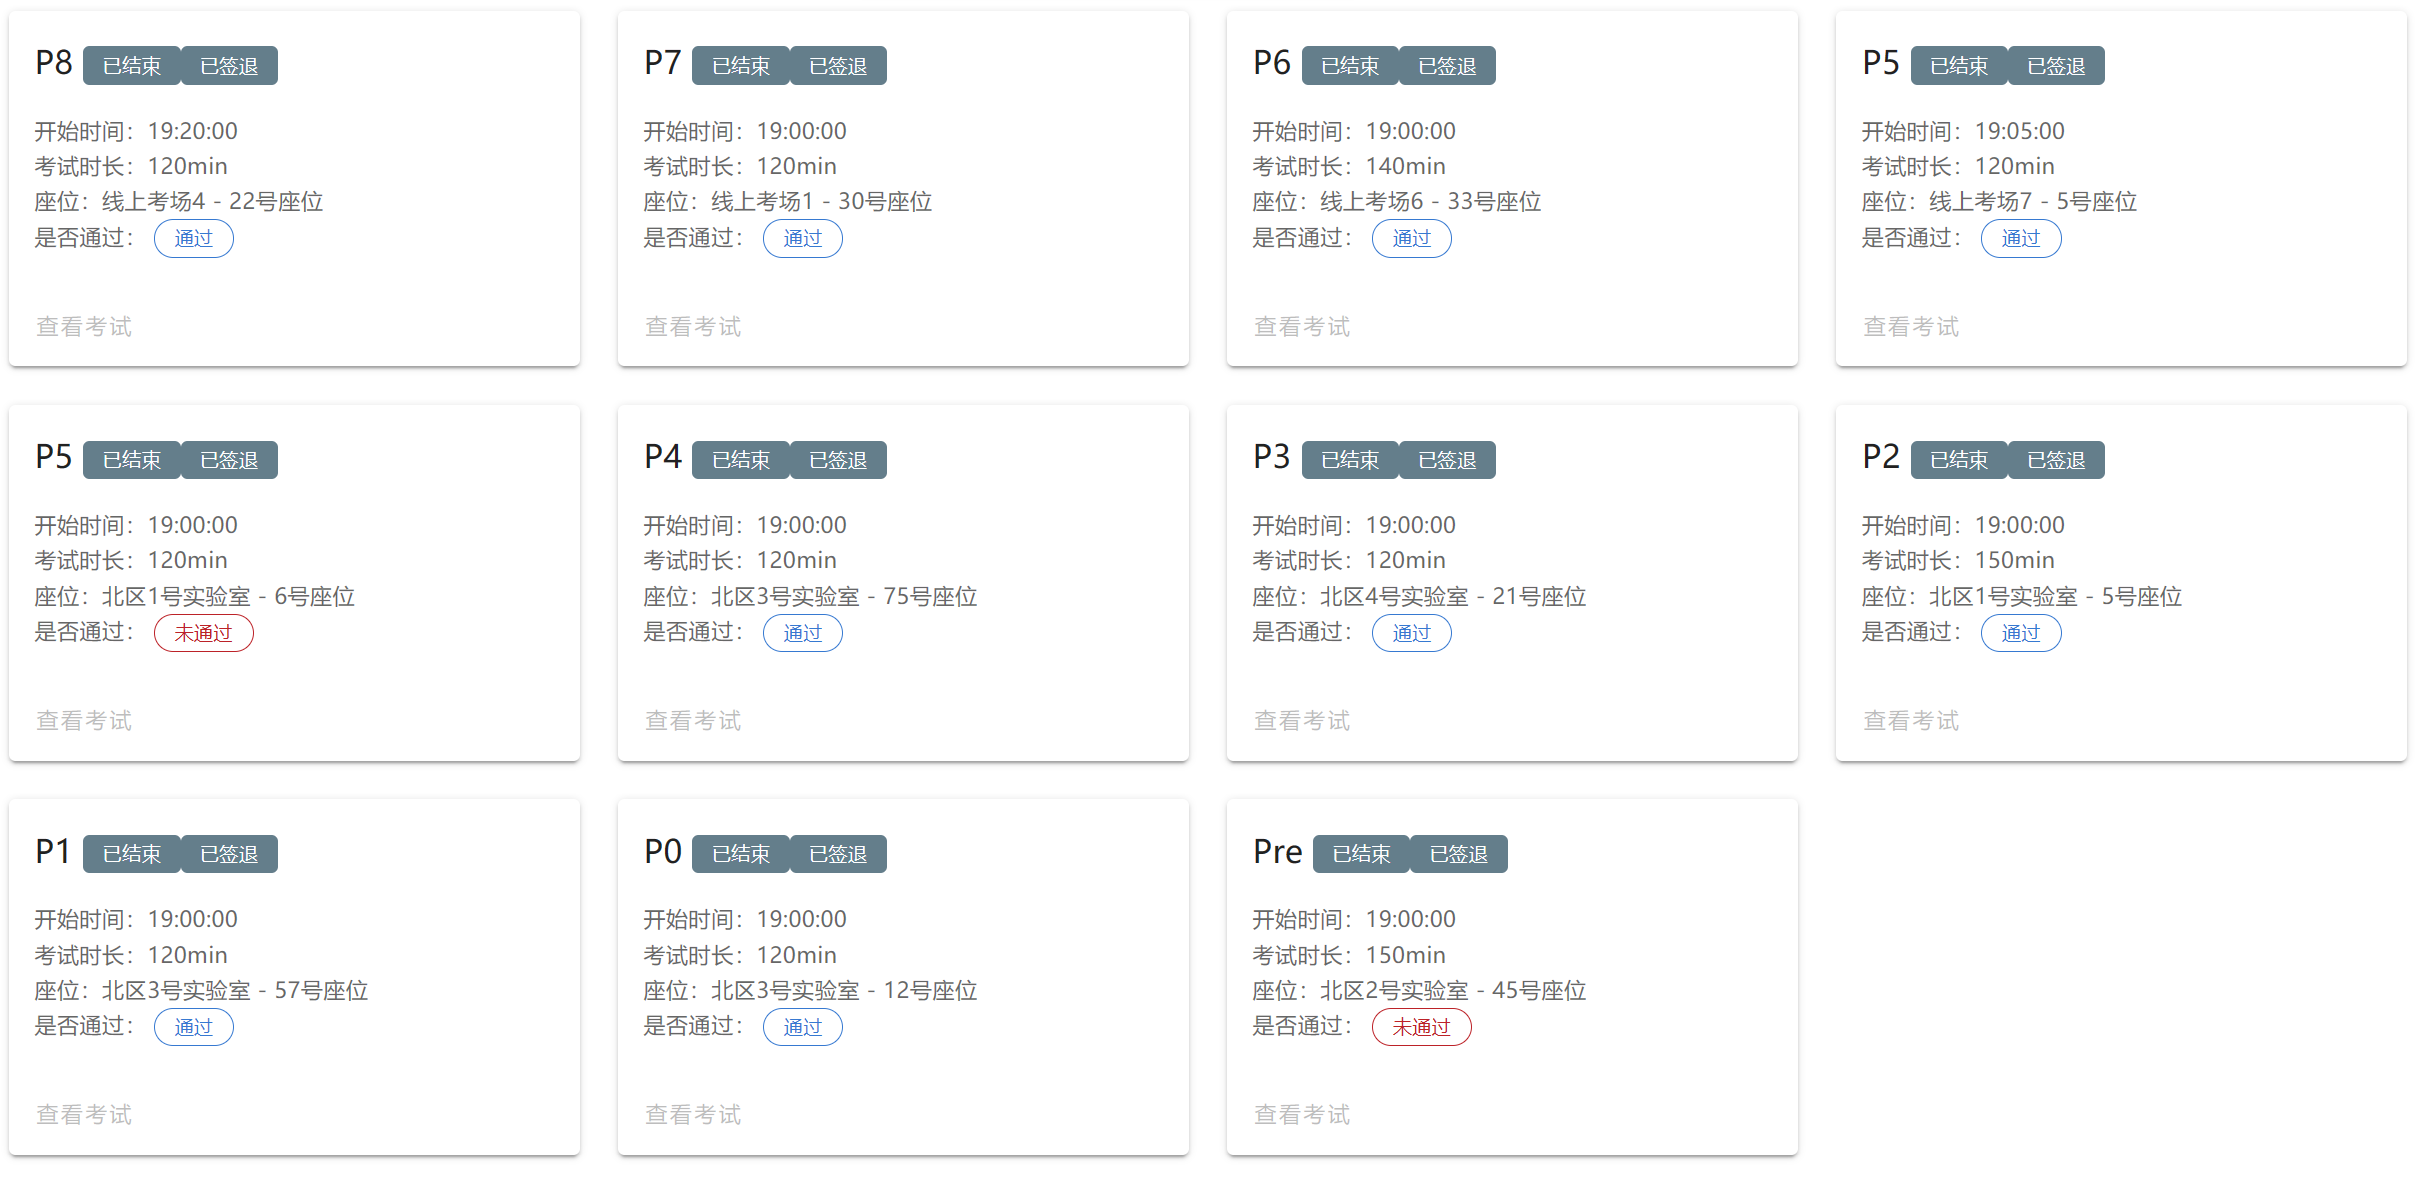 P8 已结束 已签退
开始时间：19:20:00
考试时长：120min
座位：线上考场4 - 22号座位
是否通过： 通过
查看考试
P7 已结束 已签退
开始时间：19:00:00
考试时长：120min
座位：线上考场1 - 30号座位
是否通过： 通过
查看考试
P6 已结束 已签退
开始时间：19:00:00
考试时长：140min
座位：线上考场6 - 33号座位
是否通过： 通过
查看考试
P5 已结束 已签退
开始时间：19:05:00
考试时长：120min
座位：线上考场7 - 5号座位
是否通过： 通过
查看考试
P5 已结束 已签退
开始时间：19:00:00
考试时长：120min
座位：北区1号实验室 - 6号座位
是否通过： 未通过
查看考试
P4 已结束 已签退
开始时间：19:00:00
考试时长：120min
座位：北区3号实验室 - 75号座位
是否通过： 通过
查看考试
P3 已结束 已签退
开始时间：19:00:00
考试时长：120min
座位：北区4号实验室 - 21号座位
是否通过： 通过
查看考试
P2 已结束 已签退
开始时间：19:00:00
考试时长：150min
座位：北区1号实验室 - 5号座位
是否通过： 通过
查看考试
P1 已结束 已签退
开始时间：19:00:00
考试时长：120min
座位：北区3号实验室 - 57号座位
是否通过： 通过
查看考试
P0 已结束 已签退
开始时间：19:00:00
考试时长：120min
座位：北区3号实验室 - 12号座位
是否通过： 通过
查看考试
Pre 已结束 已签退
开始时间：19:00:00
考试时长：150min
座位：北区2号实验室 - 45号座位
是否通过： 未通过
查看考试